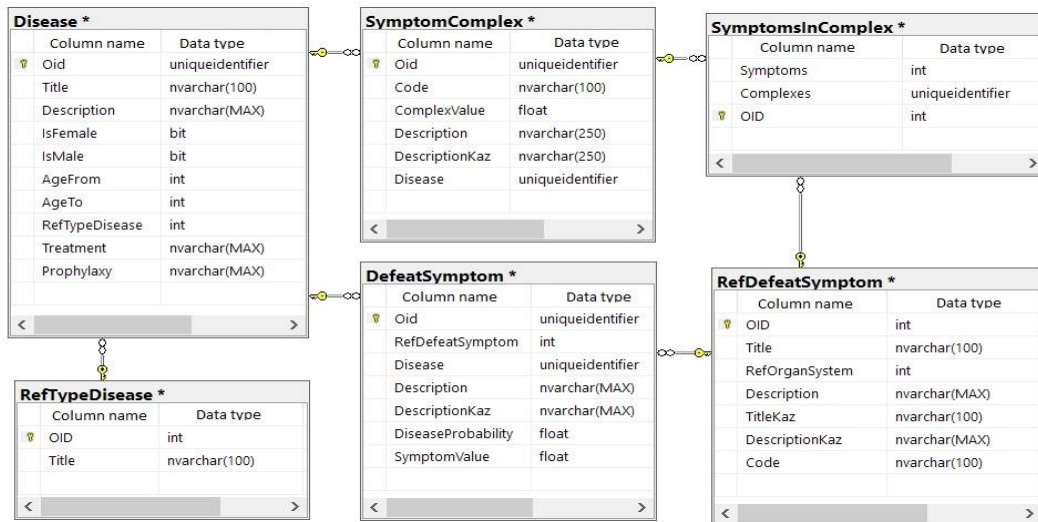 Disease *
Column name Data type
Oid uniqueidentifier
Title nvarchar(100)
Description nvarchar(MAX)
IsFemale bit
IsMale bit
AgeFrom int
AgeTo int
RefTypeDisease int
Treatment nvarchar(MAX)
Prophylaxy nvarchar(MAX)
SymptomComplex *
Column name Data type
Oid uniqueidentifier
Code nvarchar(100)
ComplexValue float
Description nvarchar(250)
DescriptionKaz nvarchar(250)
Disease uniqueidentifier
SymptomsInComplex *
Column name Data type
Symptoms int
Complexes uniqueidentifier
OID int
RefTypeDisease *
Column name Data type
OID int
Title nvarchar(100)
DefeatSymptom *
Column name Data type
Oid uniqueidentifier
RefDefeatSymptom int
Disease uniqueidentifier
Description nvarchar(MAX)
DescriptionKaz nvarchar(MAX)
DiseaseProbability float
SymptomValue float
RefDefeatSymptom *
Column name Data type
OID int
Title nvarchar(100)
RefOrganSystem int
Description nvarchar(MAX)
TitleKaz nvarchar(100)
DescriptionKaz nvarchar(MAX)
Code nvarchar(100)